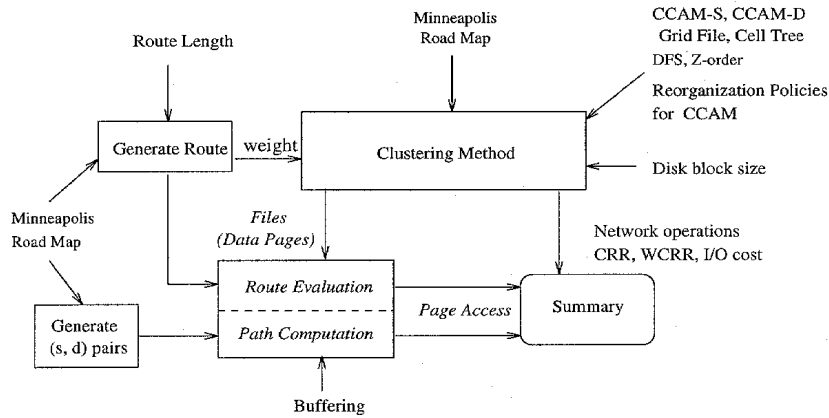 Minneapolis
Road Map
CCAM-S, CCAM-D
Grid File, Cell Tree
DFS, Z-order
Reorganization Policies
for CCAM
Route Length
Generate Route
weight
Clustering Method
Disk block size
Minneapolis
Road Map
Files
(Data Pages)
Network operations
CRR, WCRR, I/O cost
Route Evaluation
Path Computation
Page Access
Summary
Generate
(s, d) pairs
Buffering